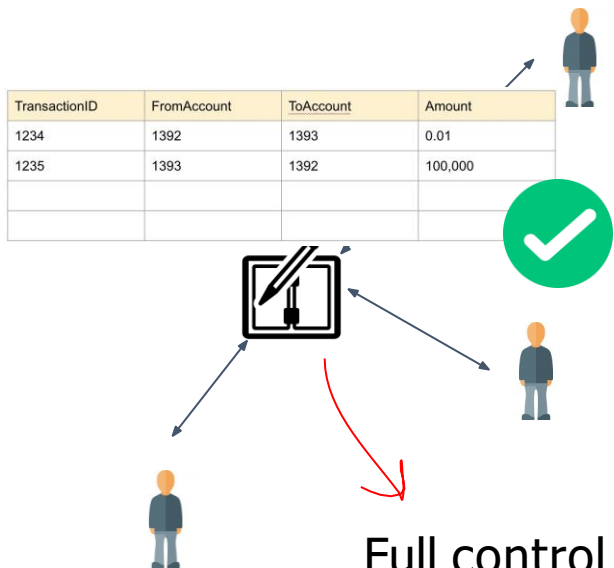 TransactionID FromAccount ToAccount Amount
1234 1392 1393 0.01
1235 1393 1392 100,000
Full control